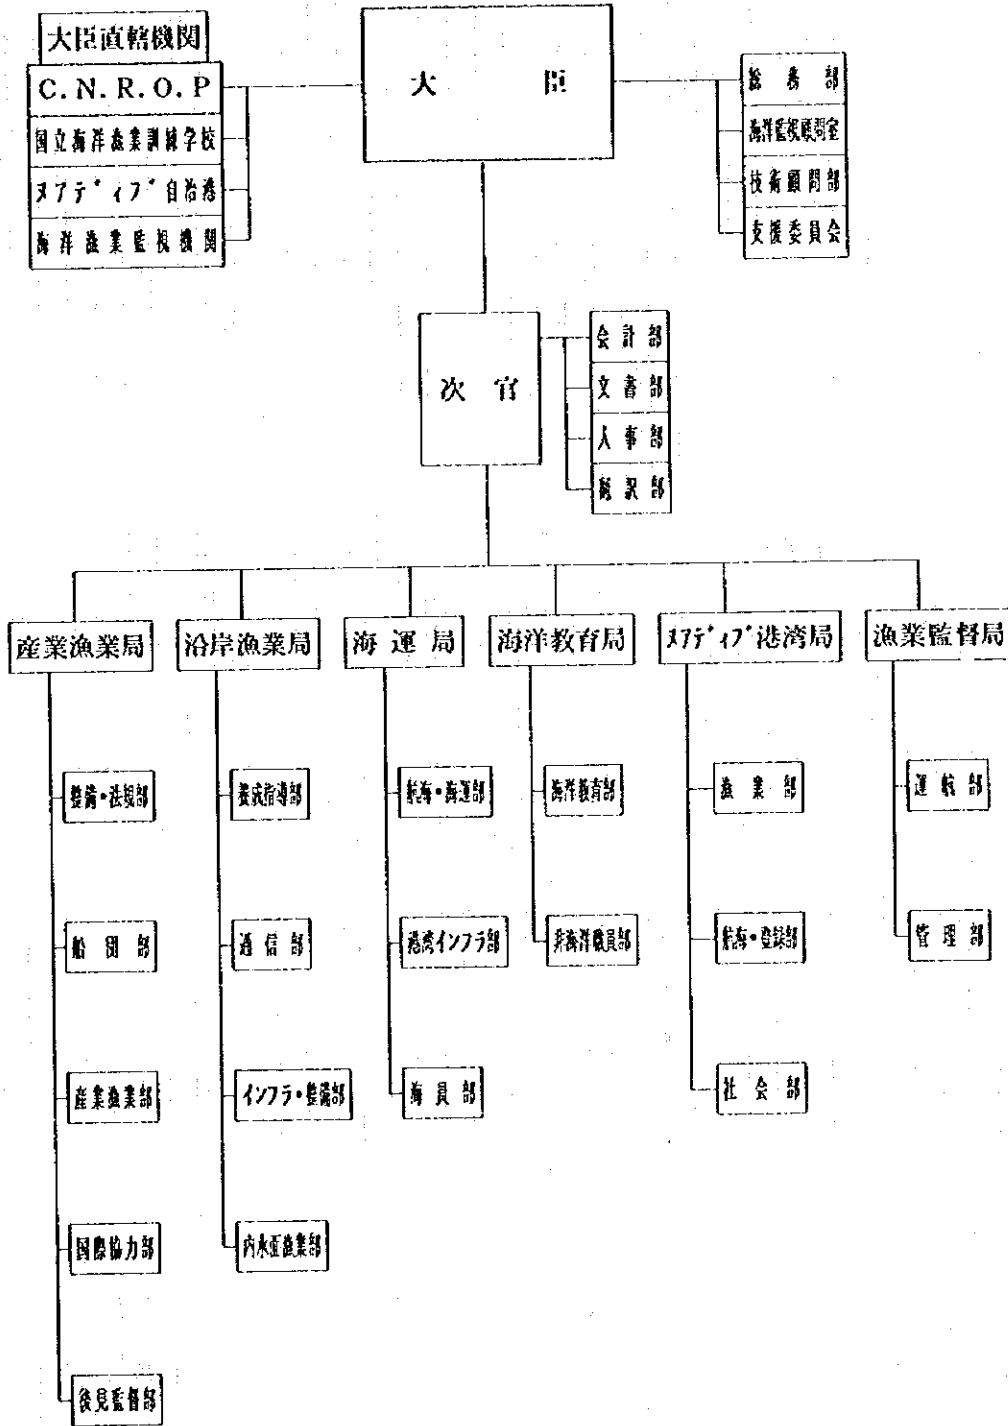 大臣直轄機関
C.N.R.O.P
国立海洋漁業訓練学校
ヌアディブ自治港
海洋漁業監視機関
大臣
総務部
海洋監視顧問室
技術顧問部
支援委員会
次官
会計部
文書部
人事部
翻訳部
産業漁業局
沿岸漁業局
海運局
海洋教育局
ヌアディブ港湾局
漁業監督局
整備・法規部
養成指導部
航海・海運部
海洋教育部
漁業部
運航部
船団部
通信部
港湾インフラ部
非海洋職員部
航海・登録部
管理部
産業漁業部
インフラ・整備部
海員部
社会部
国際協力部
内水面漁業部
後見監督部